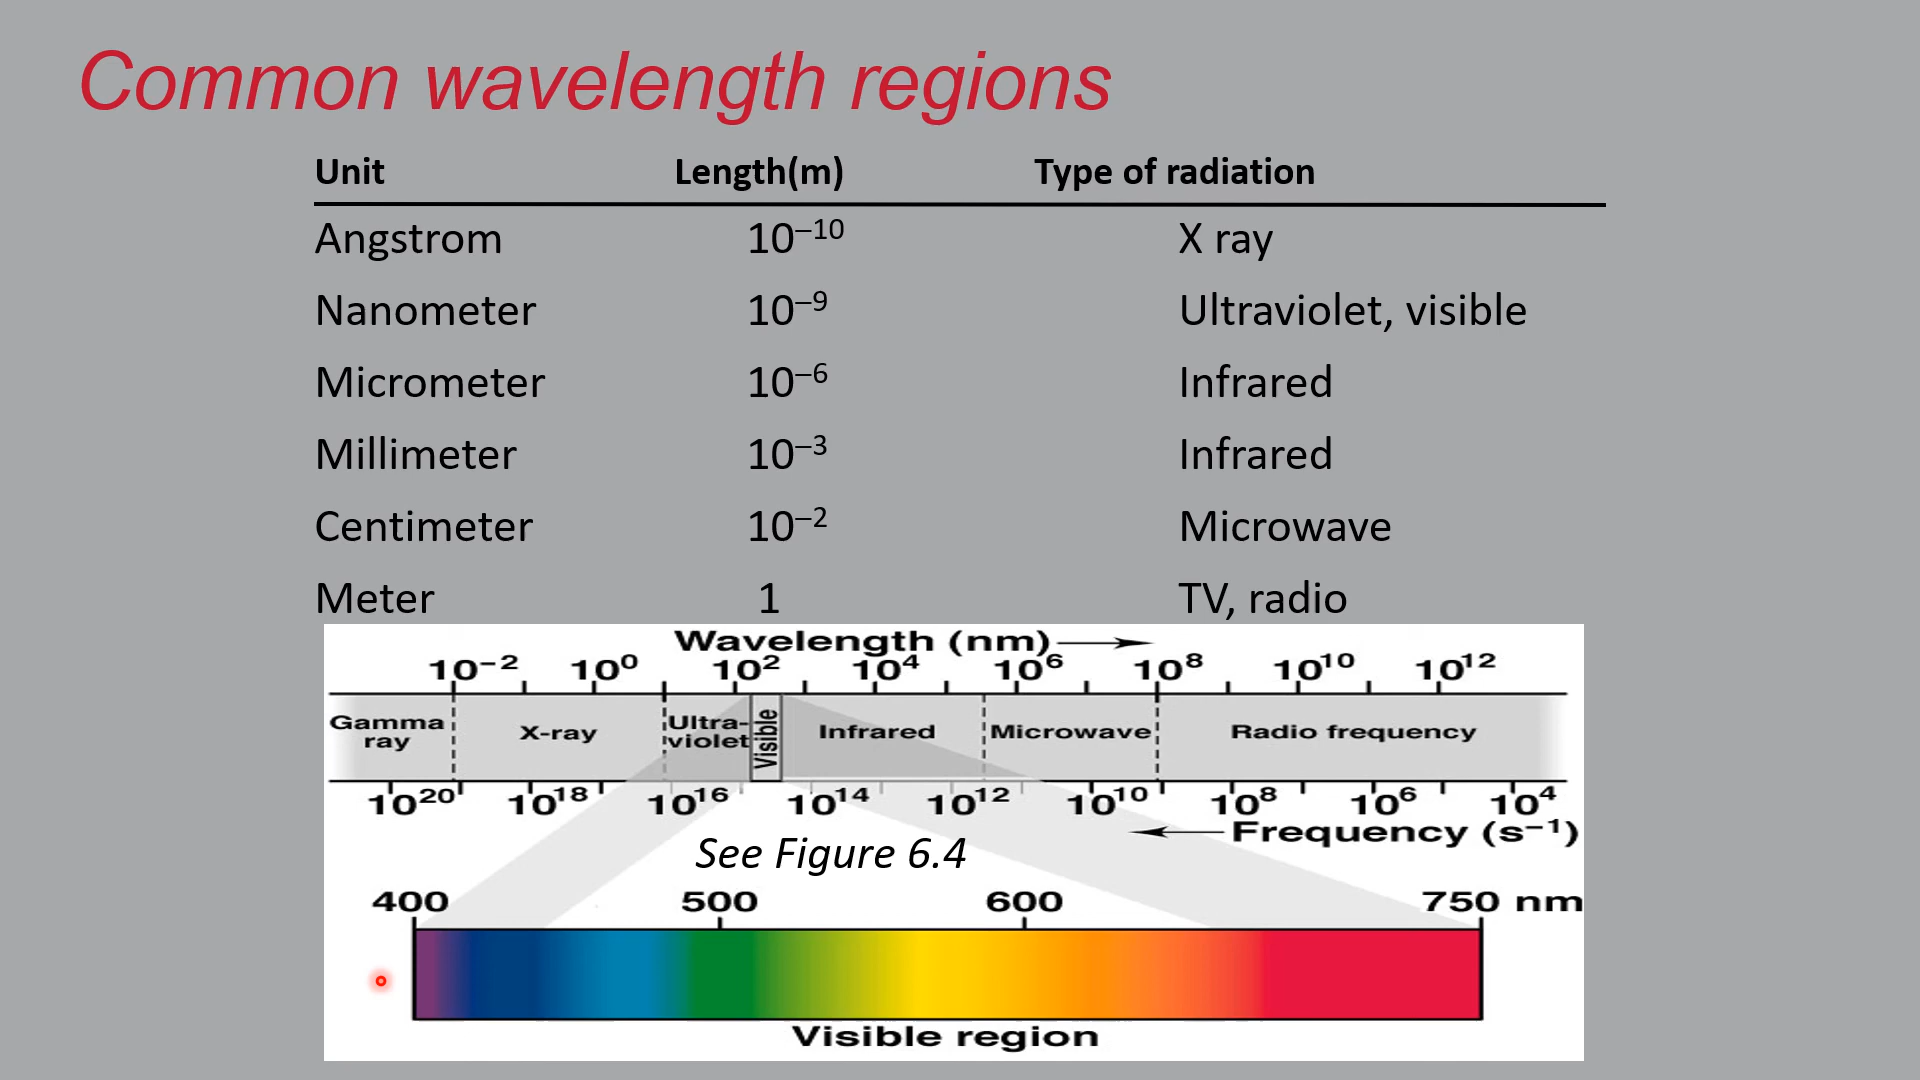 Common wavelength regions
Unit Length(m) Type of radiation
Angstrom 10⁻¹⁰ X ray
Nanometer 10⁻⁹ Ultraviolet, visible
Micrometer 10⁻⁶ Infrared
Millimeter 10⁻³ Infrared
Centimeter 10⁻² Microwave
Meter 1 TV, radio
Wavelength (nm)
10⁻² 10⁰ 10² 10⁴ 10⁶ 10⁸ 10¹⁰ 10¹²
Gamma ray X-ray Ultra-violet Visible Infrared Microwave Radio frequency
10²⁰ 10¹⁸ 10¹⁶ 10¹⁴ 10¹² 10¹⁰ 10⁸ 10⁶ 10⁴
Frequency (s⁻¹)
See Figure 6.4
400 500 600 750 nm
Visible region